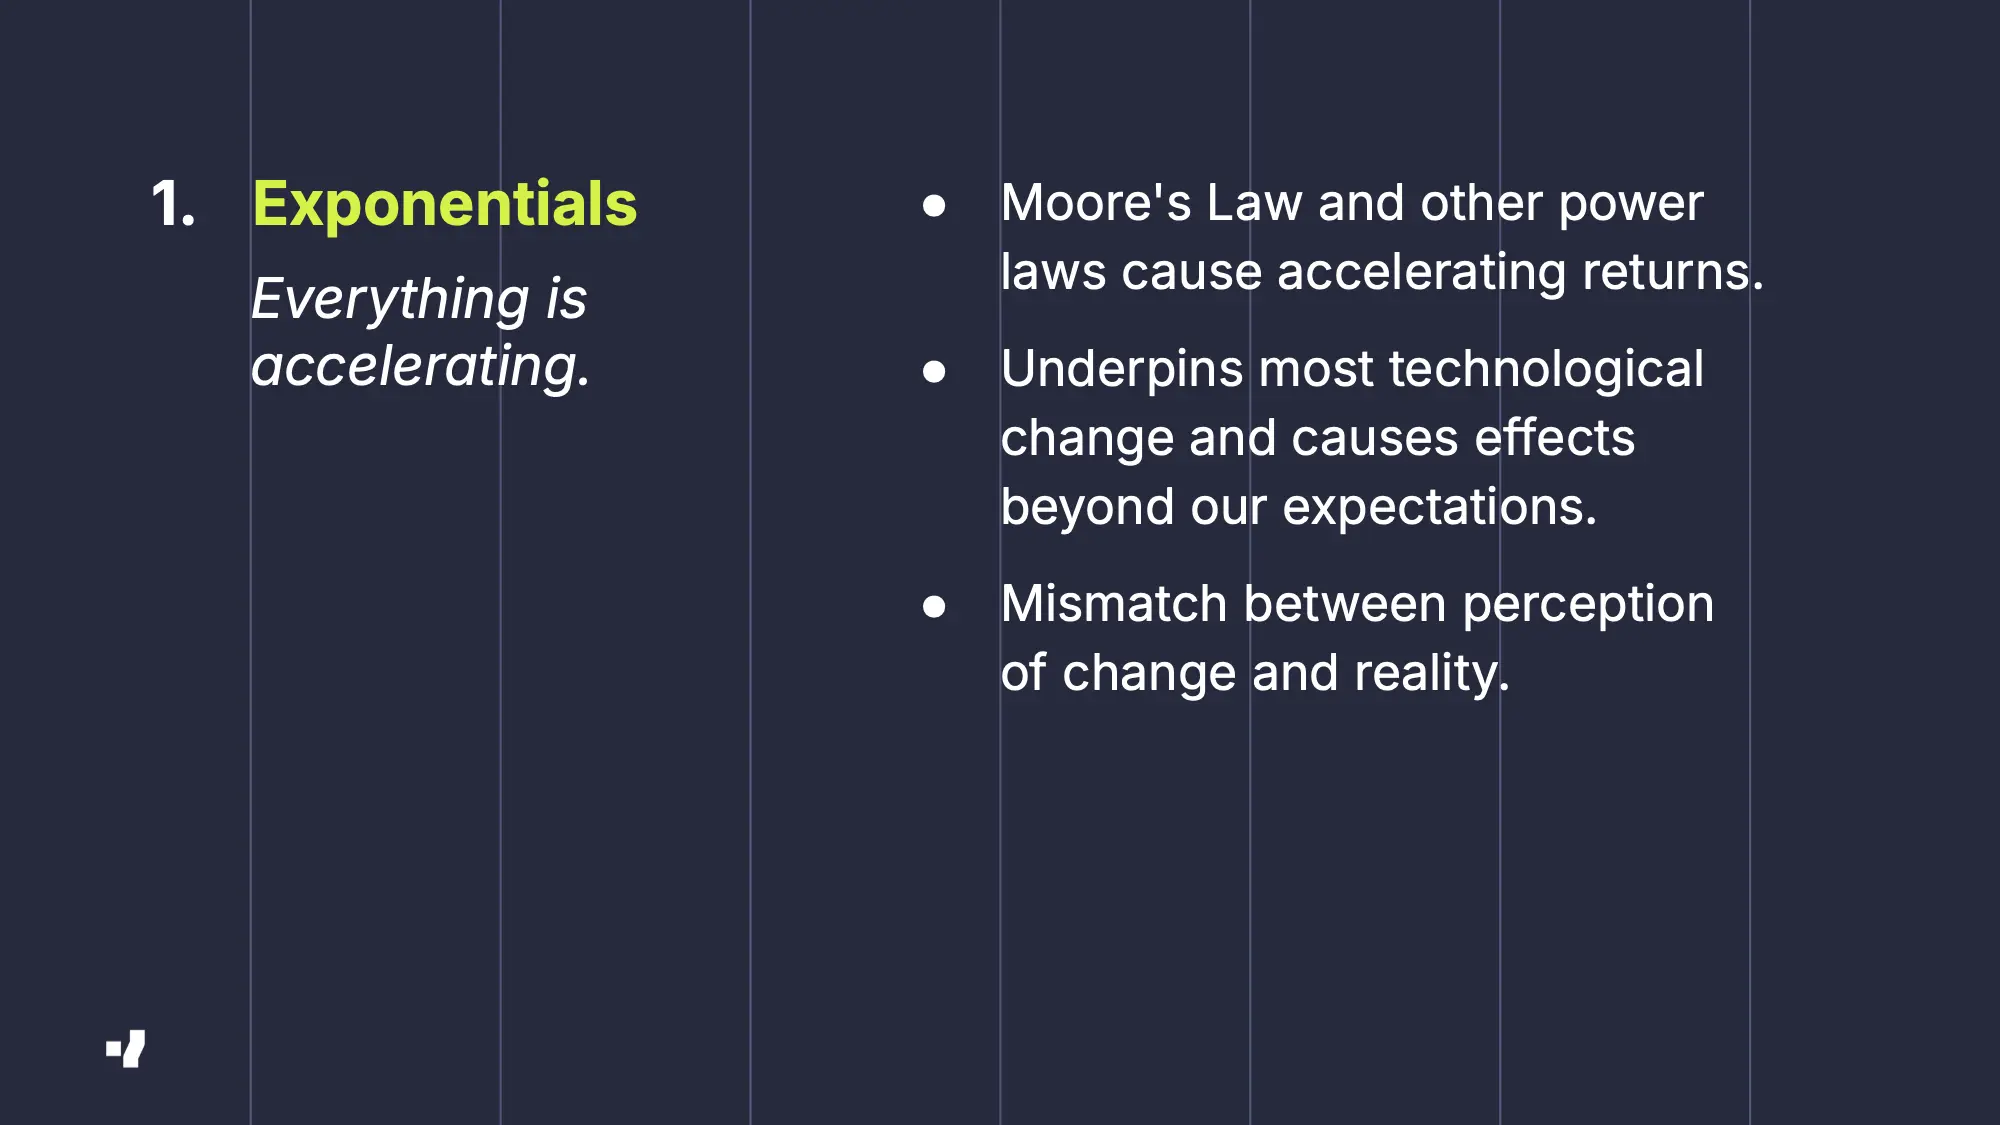 1. Exponentials
Everything is
accelerating.
● Moore's Law and other power
laws cause accelerating returns.
● Underpins most technological
change and causes effects
beyond our expectations.
● Mismatch between perception
of change and reality.